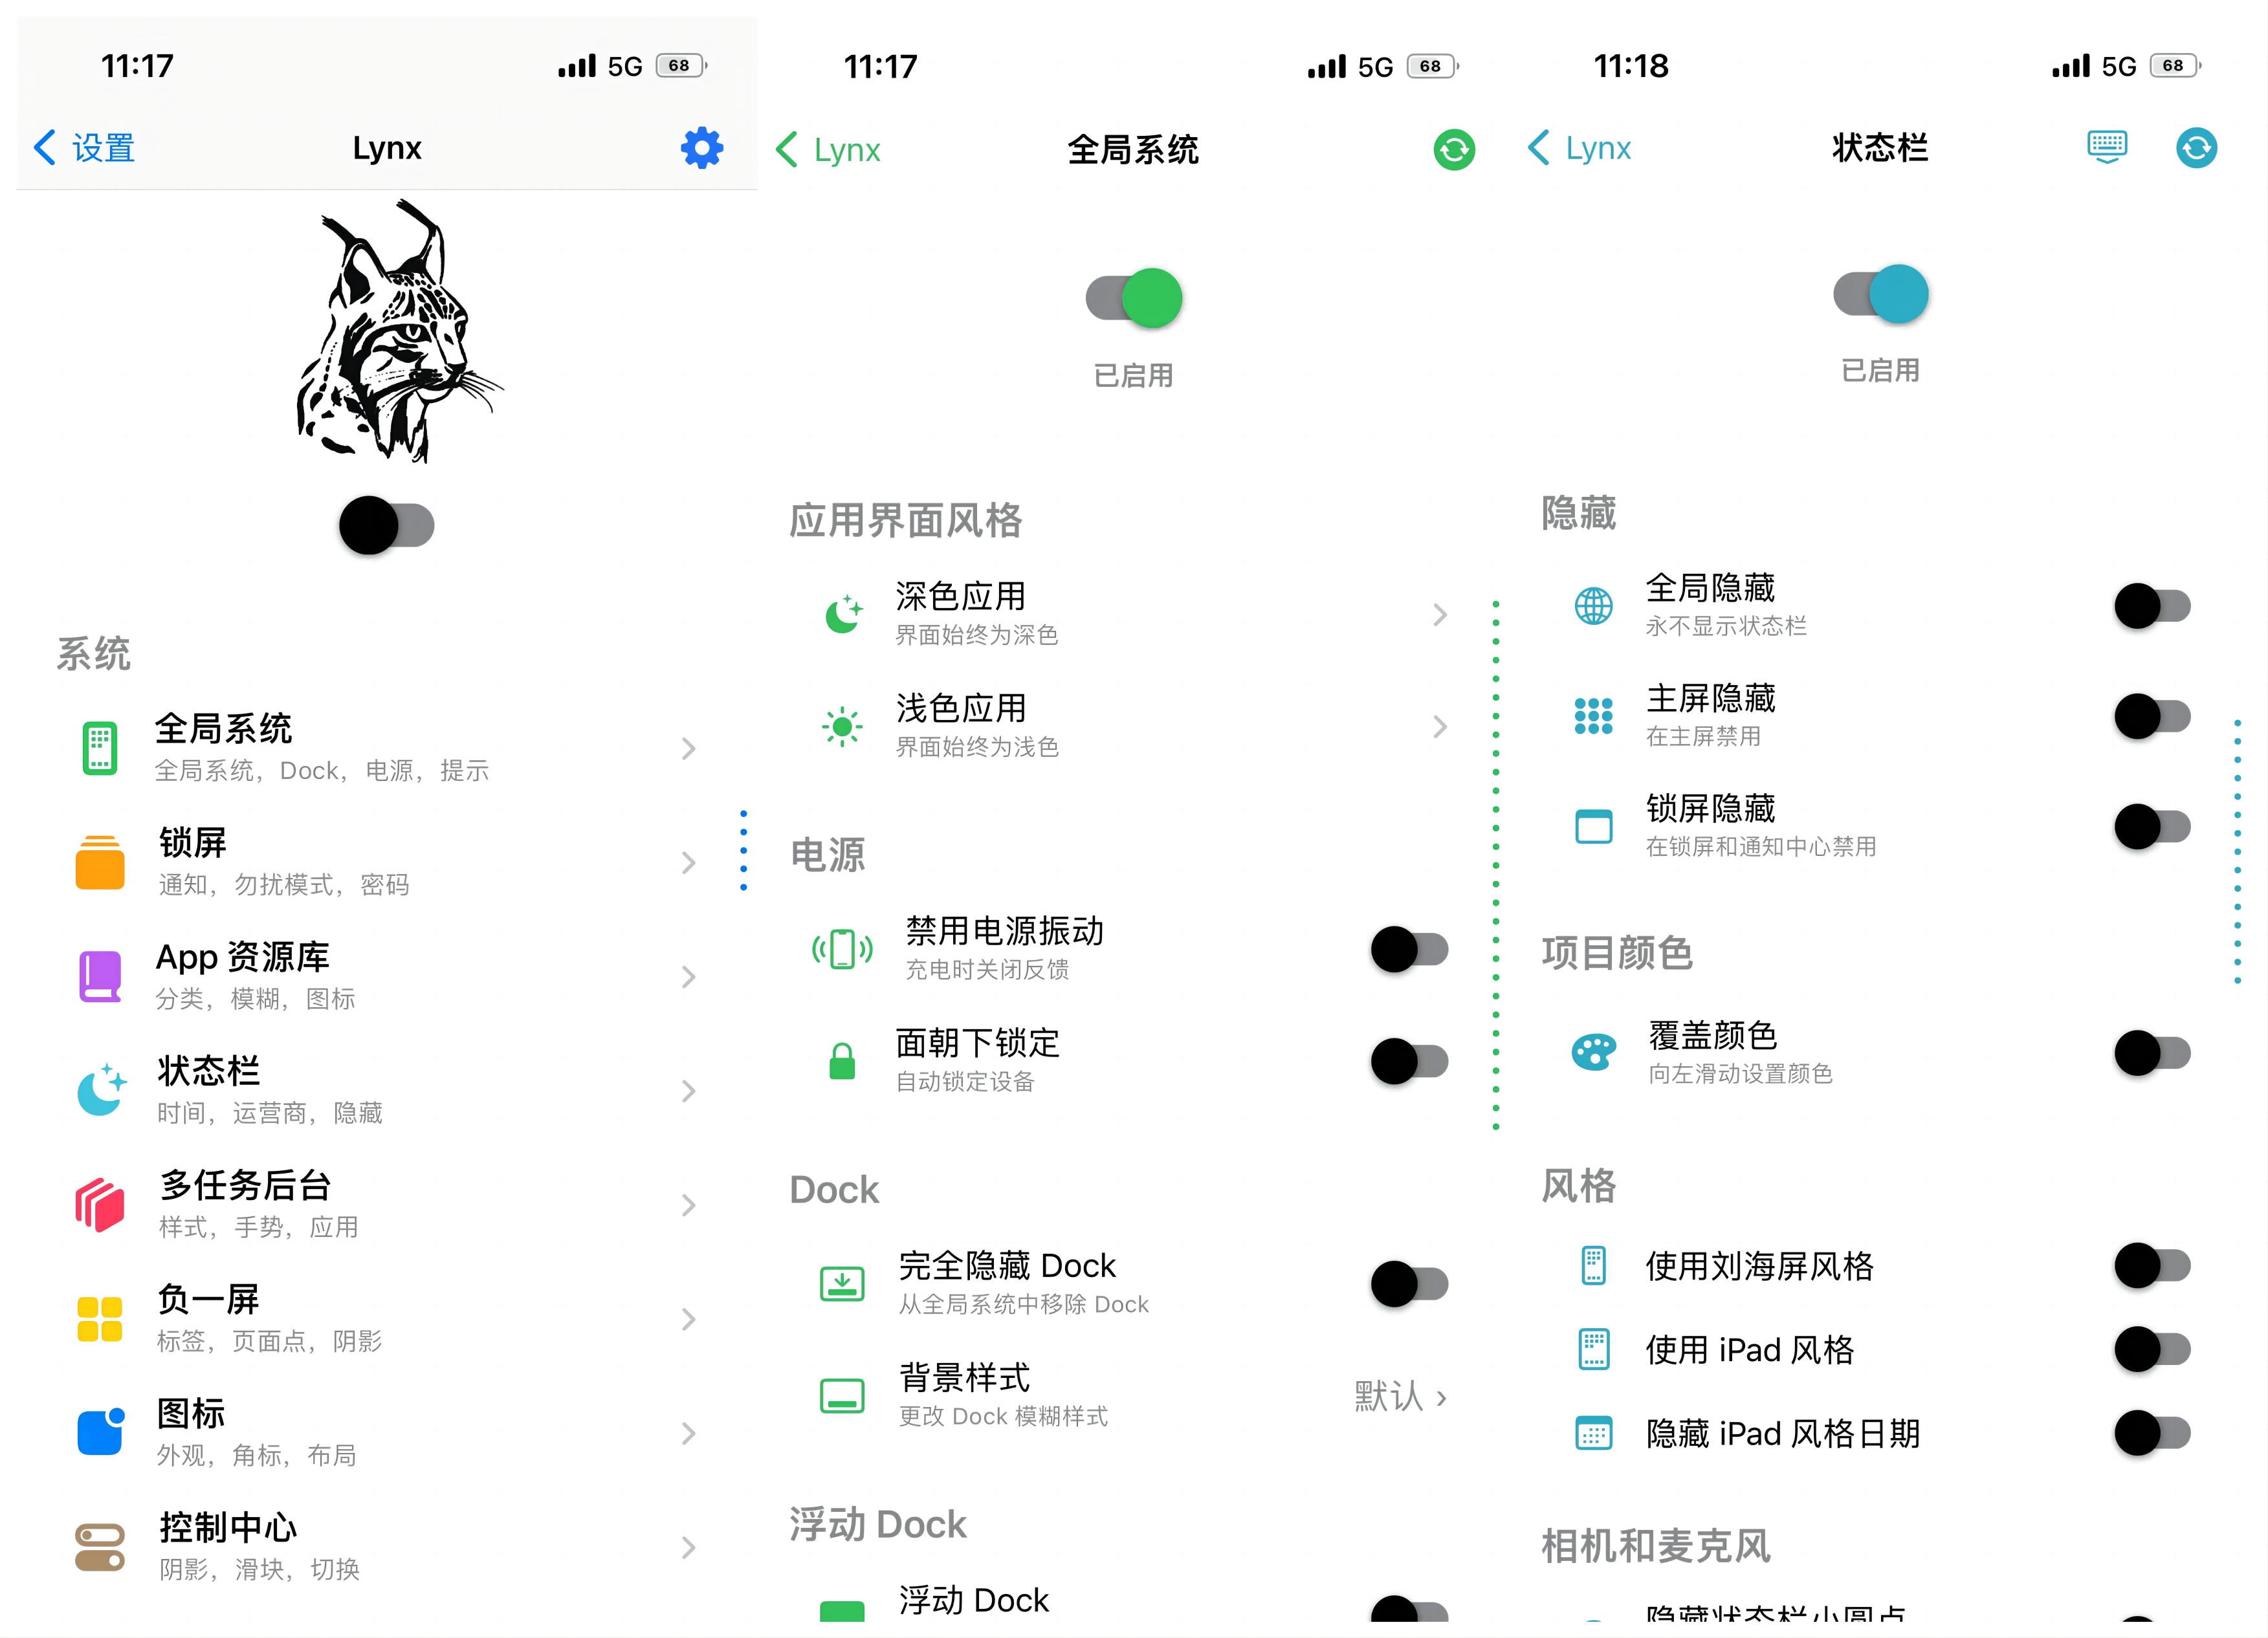 11:17
5G 68
设置
Lynx
系统
全局系统
全局系统，Dock，电源，提示
锁屏
通知，勿扰模式，密码
App 资源库
分类，模糊，图标
状态栏
时间，运营商，隐藏
多任务后台
样式，手势，应用
负一屏
标签，页面点，阴影
图标
外观，角标，布局
控制中心
阴影，滑块，切换
11:17
5G 68
Lynx
全局系统
已启用
应用界面风格
深色应用
界面始终为深色
浅色应用
界面始终为浅色
电源
禁用电源振动
充电时关闭反馈
面朝下锁定
自动锁定设备
Dock
完全隐藏 Dock
从全局系统中移除 Dock
背景样式
更改 Dock 模糊样式
默认 ›
浮动 Dock
浮动 Dock
11:18
5G 68
Lynx
状态栏
已启用
隐藏
全局隐藏
永不显示状态栏
主屏隐藏
在主屏禁用
锁屏隐藏
在锁屏和通知中心禁用
项目颜色
覆盖颜色
向左滑动设置颜色
风格
使用刘海屏风格
使用 iPad 风格
隐藏 iPad 风格日期
相机和麦克风
隐藏状态栏小圆点